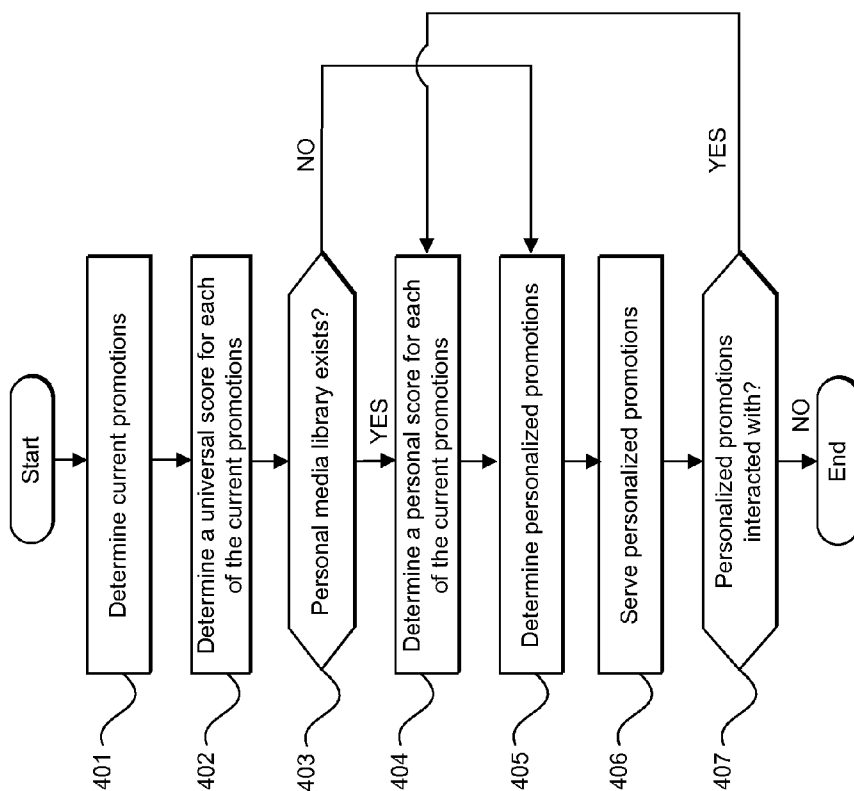 Start
401
Determine current promotions
402
Determine a universal score for each
of the current promotions
403
Personal media library exists?
NO
YES
404
Determine a personal score for each
of the current promotions
405
Determine personalized promotions
406
Serve personalized promotions
407
Personalized promotions
interacted with?
YES
NO
End